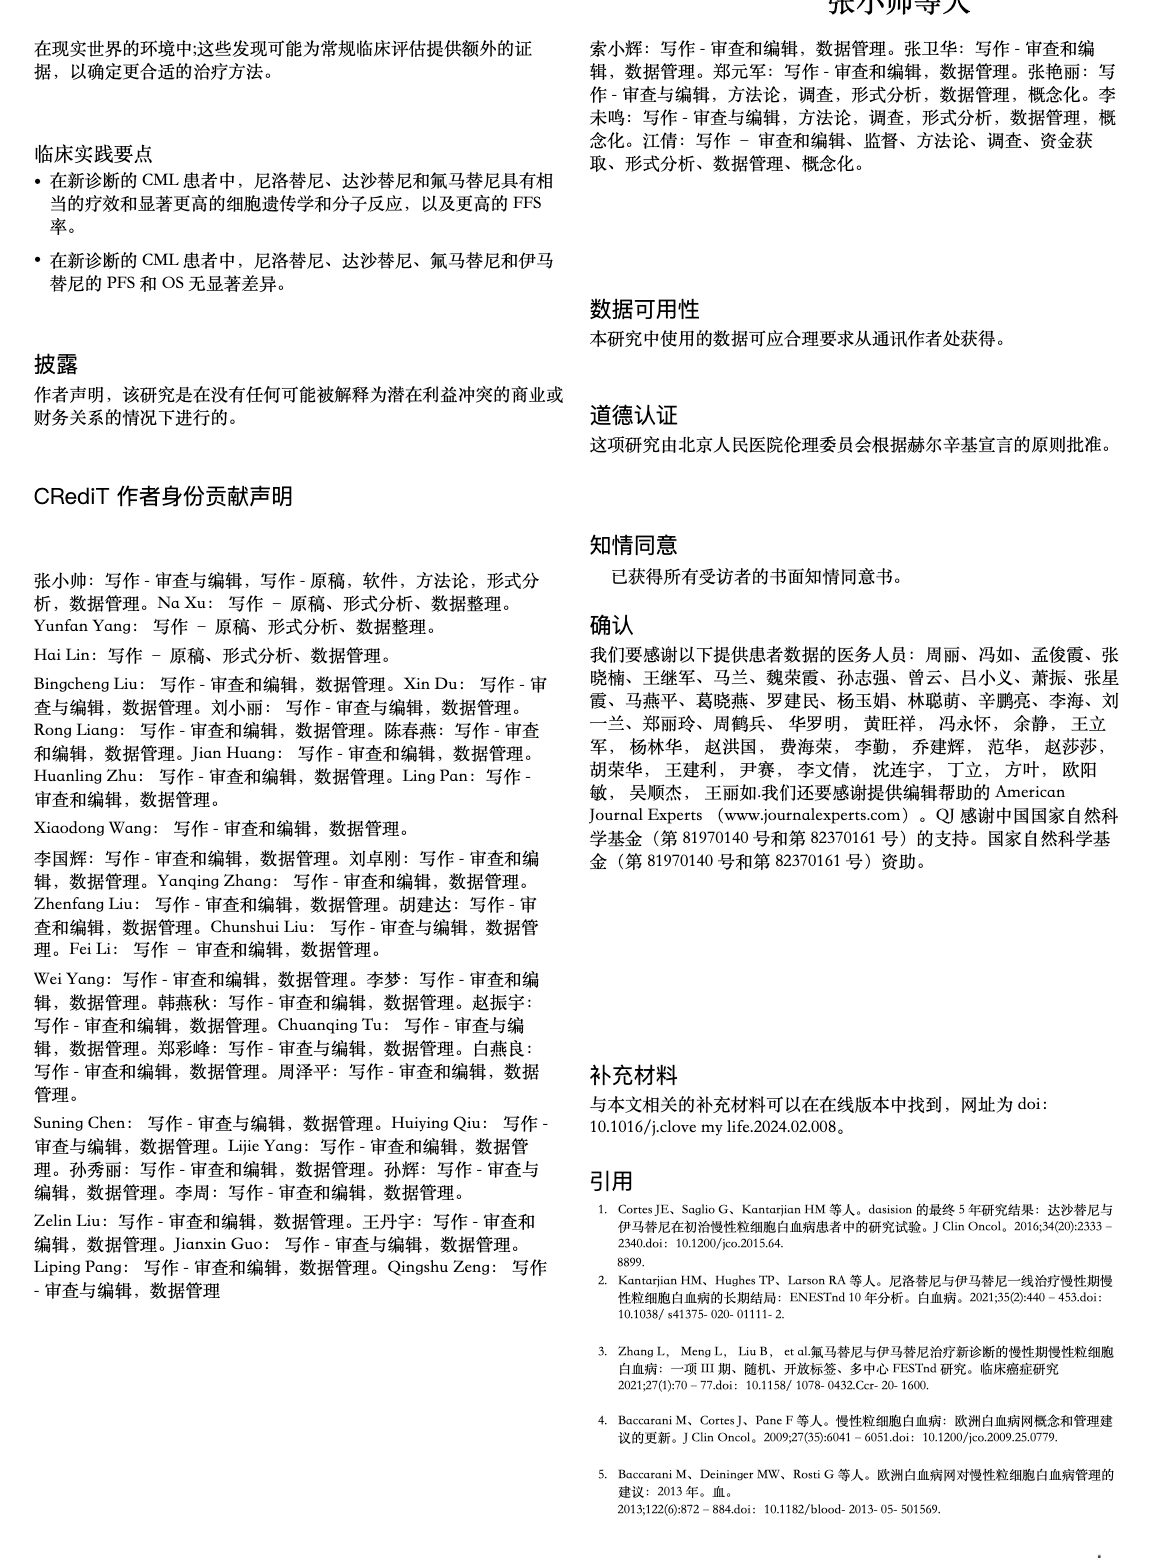 张小帅等人
在现实世界的环境中;这些发现可能为常规临床评估提供额外的证
据，以确定更合适的治疗方法。
临床实践要点
• 在新诊断的 CML 患者中，尼洛替尼、达沙替尼和氟马替尼具有相
当的疗效和显著更高的细胞遗传学和分子反应，以及更高的 FFS
率。
• 在新诊断的 CML 患者中，尼洛替尼、达沙替尼、氟马替尼和伊马
替尼的 PFS 和 OS 无显著差异。
披露
作者声明，该研究是在没有任何可能被解释为潜在利益冲突的商业或
财务关系的情况下进行的。
CRediT 作者身份贡献声明
张小帅：写作 - 审查与编辑，写作 - 原稿，软件，方法论，形式分
析，数据管理。Na Xu： 写作 – 原稿、形式分析、数据整理。
Yunfan Yang： 写作 – 原稿、形式分析、数据整理。
Hai Lin：写作 – 原稿、形式分析、数据管理。
Bingcheng Liu： 写作 - 审查和编辑，数据管理。Xin Du： 写作 - 审
查与编辑，数据管理。刘小丽： 写作 - 审查与编辑，数据管理。
Rong Liang： 写作 - 审查和编辑，数据管理。陈春燕：写作 - 审查
和编辑，数据管理。Jian Huang： 写作 - 审查和编辑，数据管理。
Huanling Zhu： 写作 - 审查和编辑，数据管理。Ling Pan：写作 -
审查和编辑，数据管理。
Xiaodong Wang： 写作 - 审查和编辑，数据管理。
李国辉：写作 - 审查和编辑，数据管理。刘卓刚：写作 - 审查和编
辑，数据管理。Yanqing Zhang： 写作 - 审查和编辑，数据管理。
Zhenfang Liu： 写作 - 审查和编辑，数据管理。胡建达：写作 - 审
查和编辑，数据管理。Chunshui Liu： 写作 - 审查与编辑，数据管
理。Fei Li： 写作 – 审查和编辑，数据管理。
Wei Yang：写作 - 审查和编辑，数据管理。李梦：写作 - 审查和编
辑，数据管理。韩燕秋：写作 - 审查和编辑，数据管理。赵振宇：
写作 - 审查和编辑，数据管理。Chuanqing Tu： 写作 - 审查与编
辑，数据管理。郑彩峰：写作 - 审查与编辑，数据管理。白燕良：
写作 - 审查和编辑，数据管理。周泽平：写作 - 审查和编辑，数据
管理。
Suning Chen： 写作 - 审查与编辑，数据管理。Huiying Qiu： 写作 -
审查与编辑，数据管理。Lijie Yang：写作 - 审查和编辑，数据管
理。孙秀丽：写作 - 审查和编辑，数据管理。孙辉：写作 - 审查与
编辑，数据管理。李周：写作 - 审查和编辑，数据管理。
Zelin Liu：写作 - 审查和编辑，数据管理。王丹宇：写作 - 审查和
编辑，数据管理。Jianxin Guo： 写作 - 审查与编辑，数据管理。
Liping Pang： 写作 - 审查和编辑，数据管理。Qingshu Zeng： 写作
- 审查与编辑，数据管理
索小辉：写作 - 审查和编辑，数据管理。张卫华：写作 - 审查和编
辑，数据管理。郑元军：写作 - 审查和编辑，数据管理。张艳丽：写
作 - 审查与编辑，方法论，调查，形式分析，数据管理，概念化。李
未鸣：写作 - 审查与编辑，方法论，调查，形式分析，数据管理，概
念化。江倩：写作 – 审查和编辑、监督、方法论、调查、资金获
取、形式分析、数据管理、概念化。
数据可用性
本研究中使用的数据可应合理要求从通讯作者处获得。
道德认证
这项研究由北京人民医院伦理委员会根据赫尔辛基宣言的原则批准。
知情同意
已获得所有受访者的书面知情同意书。
确认
我们要感谢以下提供患者数据的医务人员：周丽、冯如、孟俊霞、张
晓楠、王继军、马兰、魏荣霞、孙志强、曾云、吕小义、萧振、张星
霞、马燕平、葛晓燕、罗建民、杨玉娟、林聪萌、辛鹏亮、李海、刘
一兰、郑丽玲、周鹤兵、 华罗明， 黄旺祥， 冯永怀， 余静， 王立
军， 杨林华， 赵洪国， 费海荣， 李勤， 乔建辉， 范华， 赵莎莎，
胡荣华， 王建利， 尹赛， 李文倩， 沈连宇， 丁立， 方叶， 欧阳
敏， 吴顺杰， 王丽如.我们还要感谢提供编辑帮助的 American
Journal Experts （www.journalexperts.com）。QJ 感谢中国国家自然科
学基金（第 81970140 号和第 82370161 号）的支持。国家自然科学基
金（第 81970140 号和第 82370161 号）资助。
补充材料
与本文相关的补充材料可以在在线版本中找到，网址为 doi：
10.1016/j.clove my life.2024.02.008。
引用
1. Cortes JE、Saglio G、Kantarjian HM 等人。dasision 的最终 5 年研究结果：达沙替尼与
伊马替尼在初治慢性粒细胞白血病患者中的研究试验。J Clin Oncol。2016;34(20):2333 –
2340.doi：10.1200/jco.2015.64.
8899.
2. Kantarjian HM、Hughes TP、Larson RA 等人。尼洛替尼与伊马替尼一线治疗慢性期慢
性粒细胞白血病的长期结局：ENESTnd 10 年分析。白血病。2021;35(2):440 – 453.doi：
10.1038/ s41375- 020- 01111- 2.
3. Zhang L， Meng L， Liu B， et al.氟马替尼与伊马替尼治疗新诊断的慢性期慢性粒细胞
白血病：一项 III 期、随机、开放标签、多中心 FESTnd 研究。临床癌症研究
2021;27(1):70 – 77.doi：10.1158/ 1078- 0432.Ccr- 20- 1600.
4. Baccarani M、Cortes J、Pane F 等人。慢性粒细胞白血病：欧洲白血病网概念和管理建
议的更新。J Clin Oncol。2009;27(35):6041 – 6051.doi：10.1200/jco.2009.25.0779.
5. Baccarani M、Deininger MW、Rosti G 等人。欧洲白血病网对慢性粒细胞白血病管理的
建议：2013 年。血。
2013;122(6):872 – 884.doi：10.1182/blood- 2013- 05- 501569.